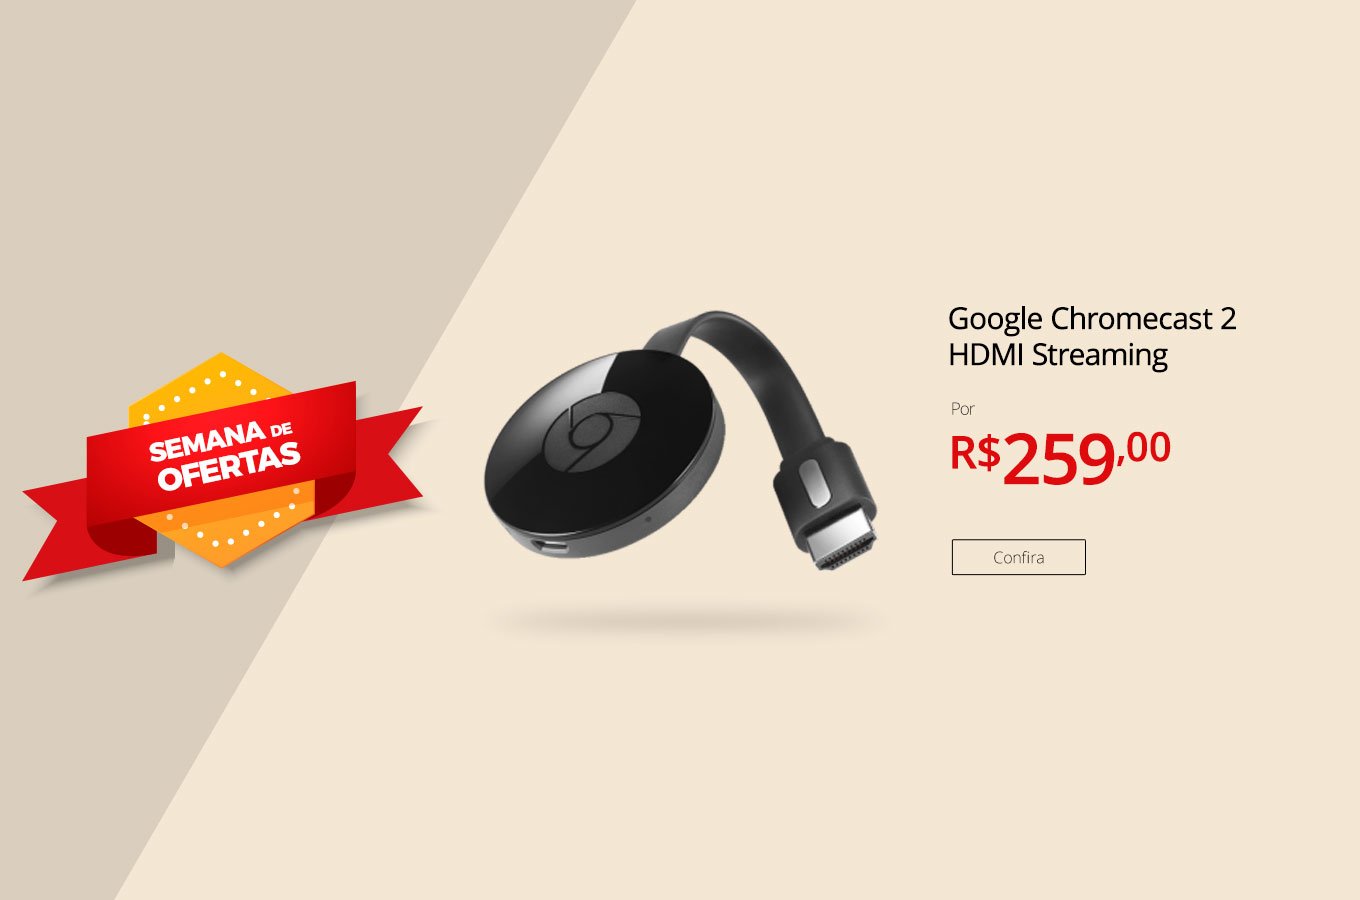 SEMANA DE
OFERTAS
Google Chromecast 2
HDMI Streaming
Por
R$259,00
Confira